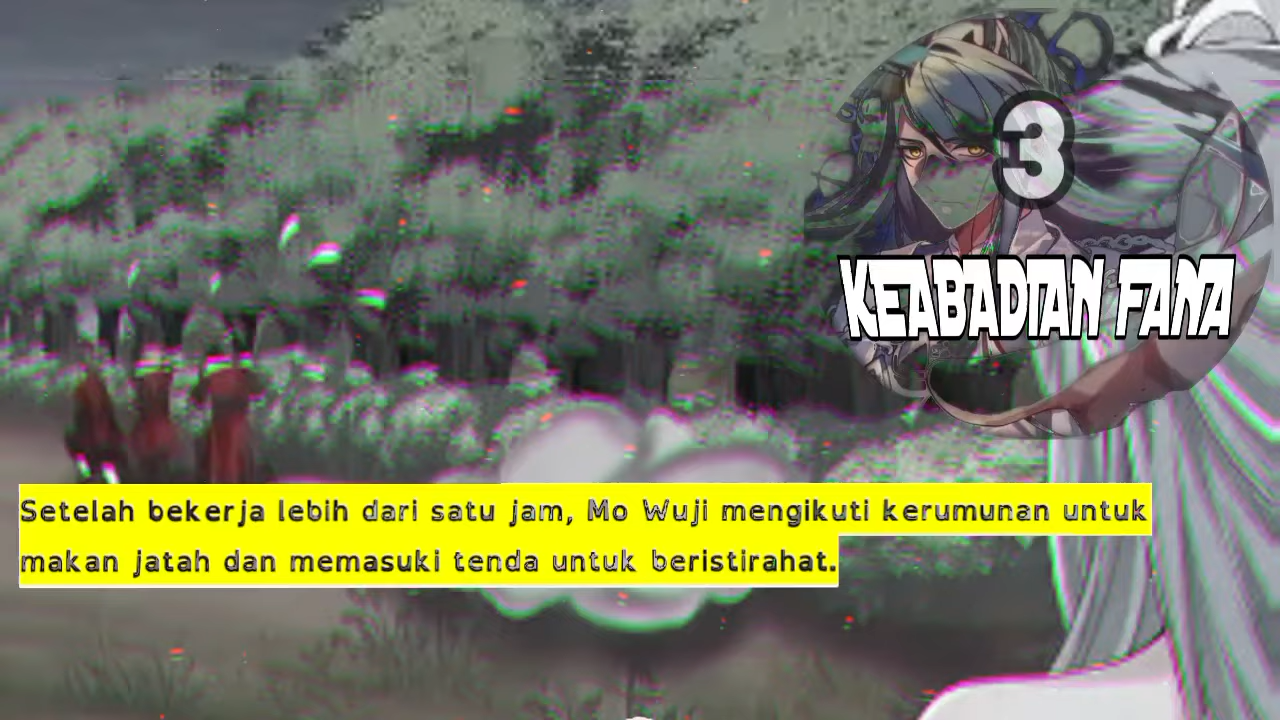 3
KEABADIAN FANA
Setelah bekerja lebih dari satu jam, Mo Wuji mengikuti kerumunan untuk
makan jatah dan memasuki tenda untuk beristirahat.